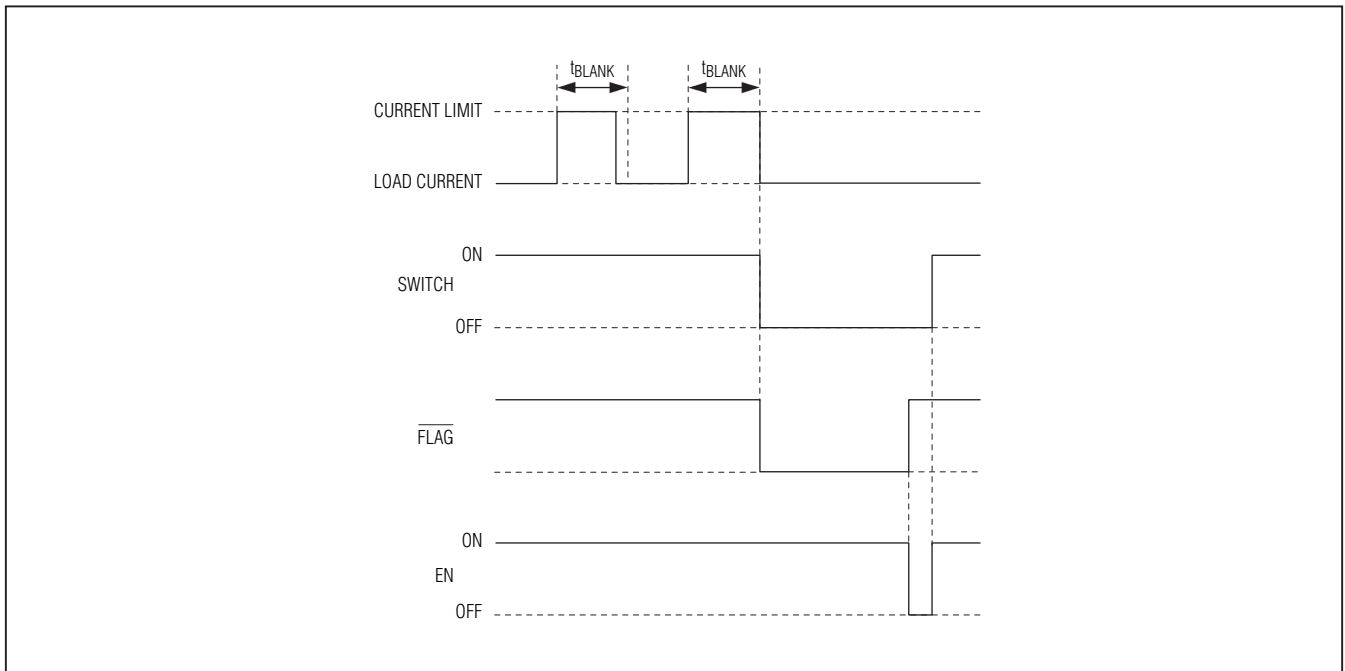 tBLANK tBLANK
CURRENT LIMIT
LOAD CURRENT
ON
SWITCH
OFF
FLAG
ON
EN
OFF